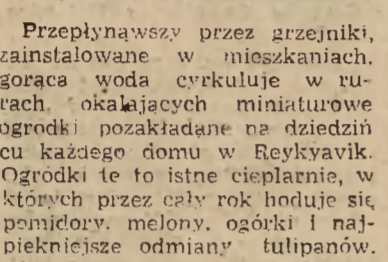 Przepłynąwszy przez grzejniki,
zainstalowane w mieszkaniach,
gorąca woda cyrkuluje w ru-
rach okalających miniaturowe
ogródki pozakładane na dziedziń
cu każdego domu w Reykyavik.
Ogródki te to istne cieplarnie, w
których przez cały rok hoduje się
pomidory, melony, ogórki i naj-
piękniejsze odmiany tulipanów.